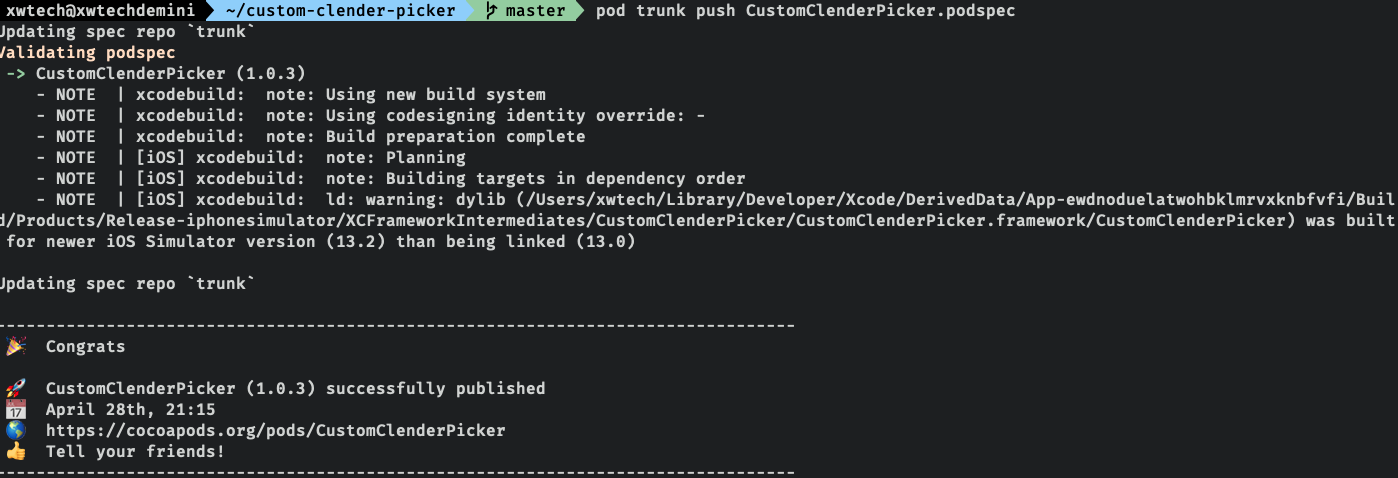 xwtech@xwtechdemini ~/custom-clender-picker master pod trunk push CustomClenderPicker.podspec
Updating spec repo `trunk`
Validating podspec
-> CustomClenderPicker (1.0.3)
- NOTE | xcodebuild: note: Using new build system
- NOTE | xcodebuild: note: Using codesigning identity override: -
- NOTE | xcodebuild: note: Build preparation complete
- NOTE | [iOS] xcodebuild: note: Planning
- NOTE | [iOS] xcodebuild: note: Building targets in dependency order
- NOTE | [iOS] xcodebuild: ld: warning: dylib (/Users/xwtech/Library/Developer/Xcode/DerivedData/App-ewdnoduelatwohbklmrvxknbfvfi/Buil
d/Products/Release-iphonesimulator/XCFrameworkIntermediates/CustomClenderPicker/CustomClenderPicker.framework/CustomClenderPicker) was built
for newer iOS Simulator version (13.2) than being linked (13.0)
Updating spec repo `trunk`
--------------------------------------------------------------------------------
🎉 Congrats
🚀 CustomClenderPicker (1.0.3) successfully published
📅 April 28th, 21:15
🌎 https://cocoapods.org/pods/CustomClenderPicker
👍 Tell your friends!
--------------------------------------------------------------------------------